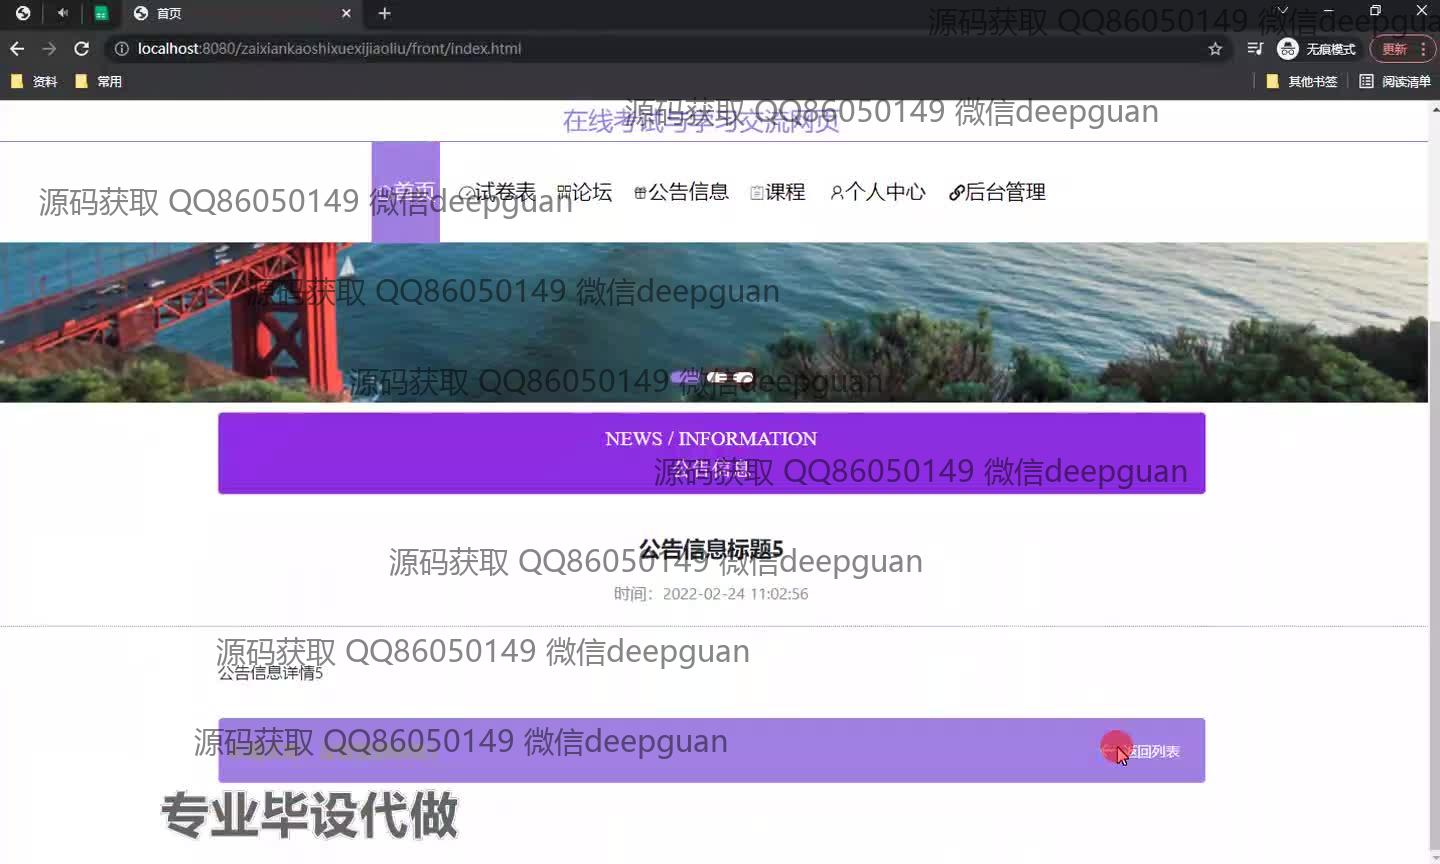 首页
源码获取 QQ86050149 微信deepguan
localhost:8080/zaixiankaoshixuexijiaoliu/front/index.html
无痕模式
更新
资料
常用
其他书签
阅读清单
在线考试与学习交流网页
源码获取 QQ86050149 微信deepguan
首页
试卷表
论坛
公告信息
课程
个人中心
后台管理
源码获取 QQ86050149 微信deepguan
源码获取 QQ86050149 微信deepguan
源码获取 QQ86050149 微信deepguan
NEWS / INFORMATION
公告信息
源码获取 QQ86050149 微信deepguan
公告信息标题5
源码获取 QQ86050149 微信deepguan
时间：2022-02-24 11:02:56
源码获取 QQ86050149 微信deepguan
公告信息详情5
源码获取 QQ86050149 微信deepguan
返回列表
专业毕设代做